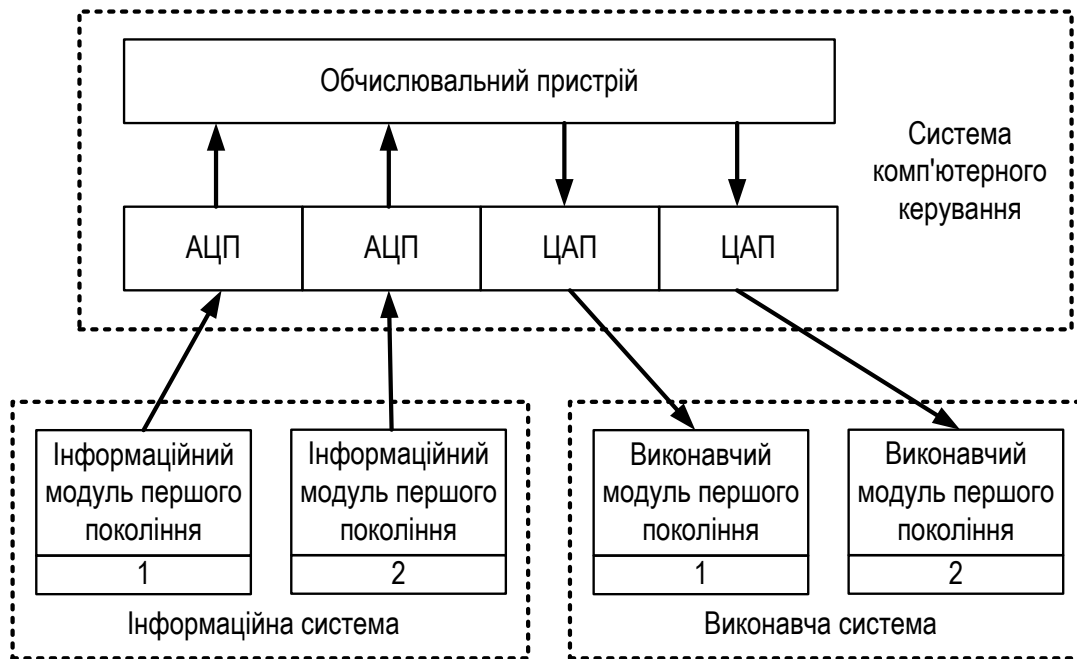 Обчислювальний пристрій
Система
комп'ютерного
керування
АЦП
АЦП
ЦАП
ЦАП
Інформаційний
модуль першого
покоління
1
Інформаційний
модуль першого
покоління
2
Інформаційна система
Виконавчий
модуль першого
покоління
1
Виконавчий
модуль першого
покоління
2
Виконавча система